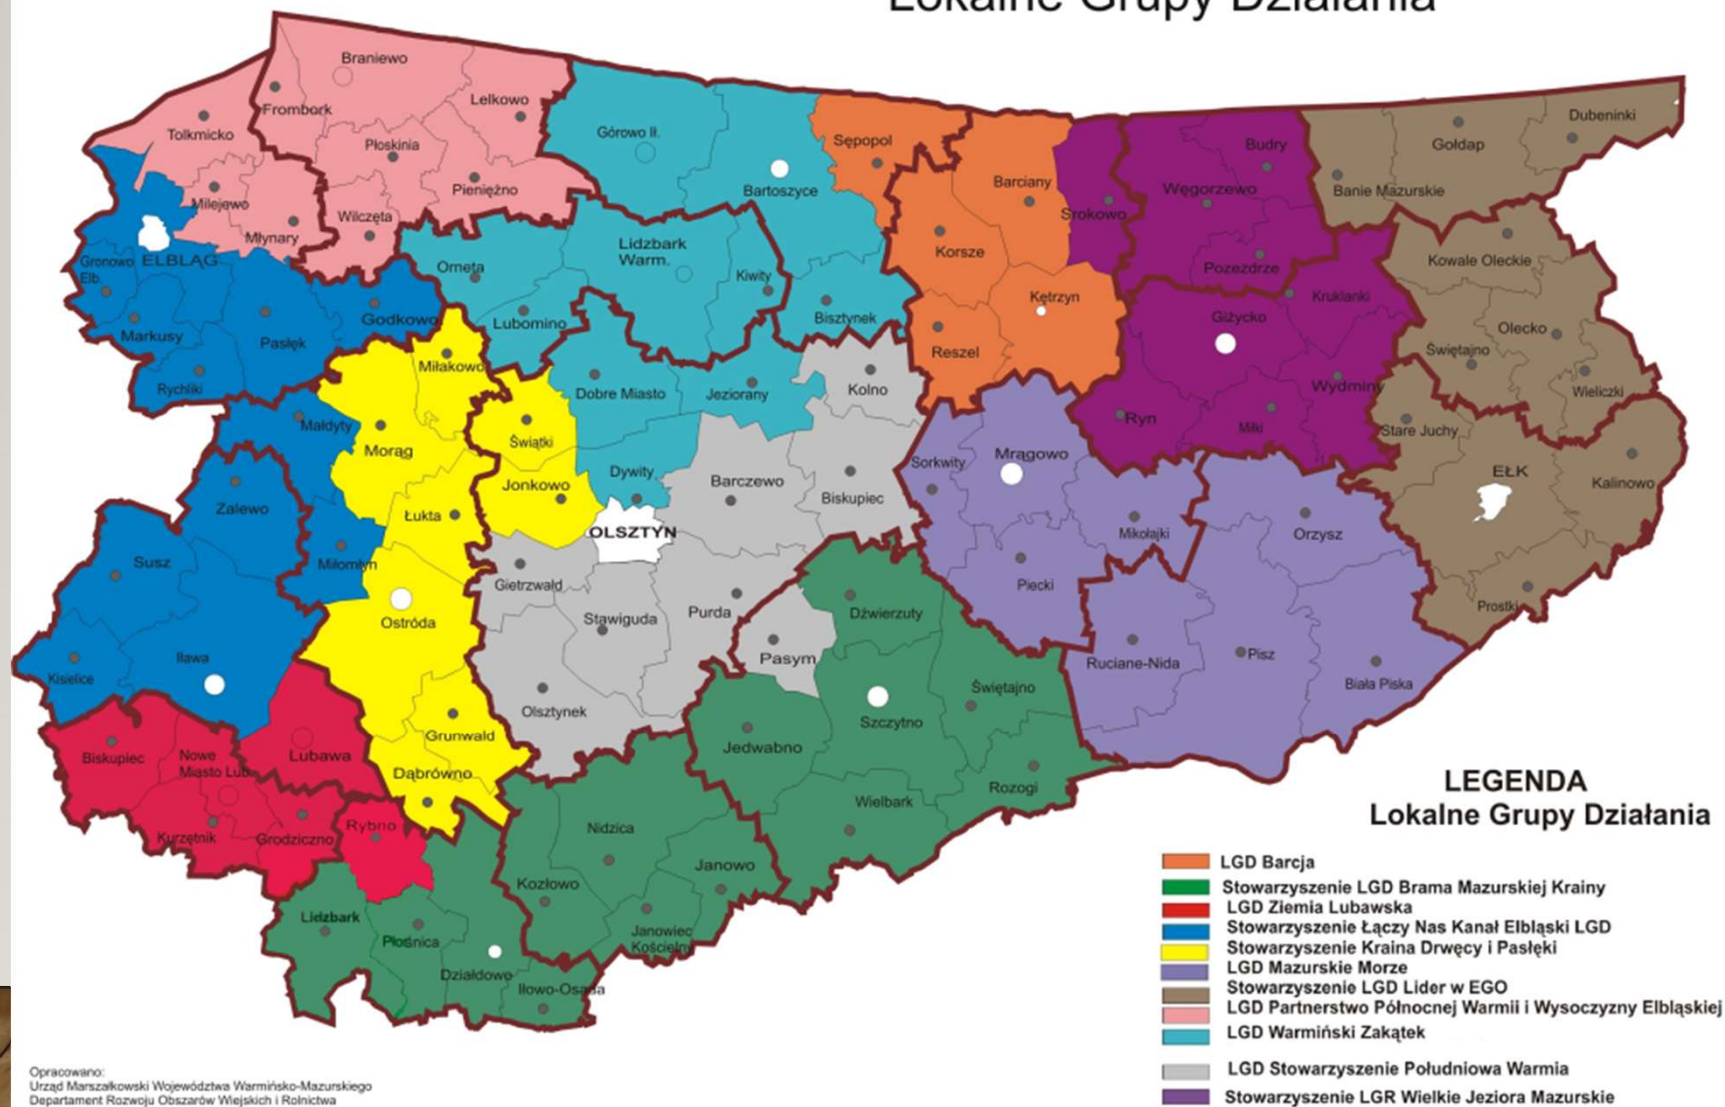 Lokalne Grupy Działania
Braniewo
Frombork
Lelkowo
Tolkmicko
Płoskinia
Pieniężno
Milejewo
Wilczęta
Młynary
Górowo Ił.
Bartoszyce
Sępopol
Barciany
Srokowo
Węgorzewo
Budry
Banie Mazurskie
Gołdap
Dubeninki
Gronowo
Elb.
ELBLĄG
Markusy
Pasłęk
Godkowo
Rychliki
Orneta
Lidzbark
Warm.
Kiwity
Lubomino
Bisztynek
Korsze
Kętrzyn
Reszel
Pozezdrze
Kruklanki
Giżycko
Wydminy
Ryn
Miłki
Kowale Oleckie
Olecko
Świętajno
Wieliczki
Stare Juchy
EŁK
Kalinowo
Prostki
Miłakowo
Małdyty
Morąg
Świątki
Dobre Miasto
Jeziorany
Kolno
Zalewo
Łukta
Jonkowo
Dywity
Barczewo
Biskupiec
Sorkwity
Mrągowo
Mikołajki
Orzysz
Susz
Miłomłyn
OLSZTYN
Gietrzwałd
Stawiguda
Purda
Piecki
Ostróda
Dźwierzuty
Pasym
Ruciane-Nida
Pisz
Biała Piska
Kisielice
Iława
Olsztynek
Szczytno
Świętajno
Jedwabno
Rozogi
Wielbark
Grunwald
Dąbrówno
Lubawa
Biskupiec
Nowe
Miasto Lub.
Kurzętnik
Grodziczno
Rybno
Nidzica
Janowo
Kozłowo
Janowiec
Kościelny
Lidzbark
Płośnica
Działdowo
Iłowo-Osada
LEGENDA
Lokalne Grupy Działania
LGD Barcja
Stowarzyszenie LGD Brama Mazurskiej Krainy
LGD Ziemia Lubawska
Stowarzyszenie Łączy Nas Kanał Elbląski LGD
Stowarzyszenie Kraina Drwęcy i Pasłęki
LGD Mazurskie Morze
Stowarzyszenie LGD Lider w EGO
LGD Partnerstwo Północnej Warmii i Wysoczyzny Elbląskiej
LGD Warmiński Zakątek
LGD Stowarzyszenie Południowa Warmia
Stowarzyszenie LGR Wielkie Jeziora Mazurskie
Opracowano:
Urząd Marszałkowski Województwa Warmińsko-Mazurskiego
Departament Rozwoju Obszarów Wiejskich i Rolnictwa